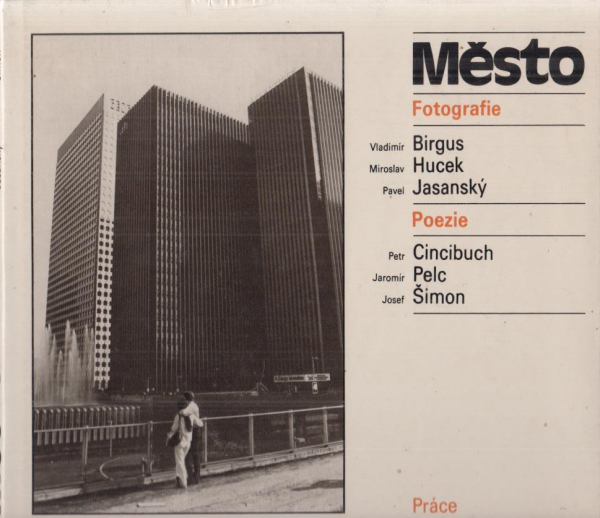 Město
Fotografie
Vladimír Birgus
Miroslav Hucek
Pavel Jasanský
Poezie
Petr Cincibuch
Jaromír Pelc
Josef Šimon
Práce